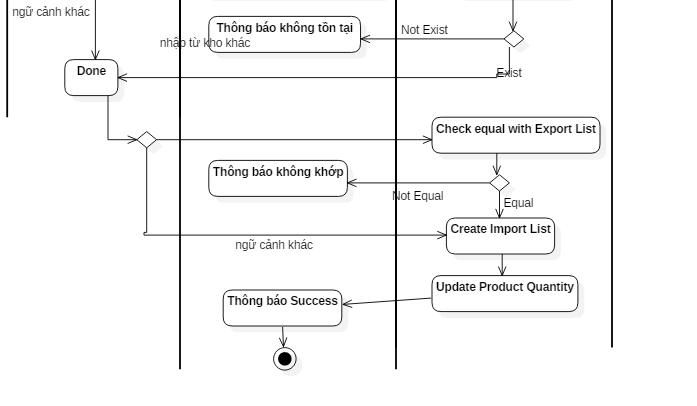 ngữ cảnh khác
Thông báo không tồn tại
Not Exist
nhập từ kho khác
Done
Exist
Check equal with Export List
Thông báo không khớp
Not Equal
Equal
Create Import List
ngữ cảnh khác
Update Product Quantity
Thông báo Success